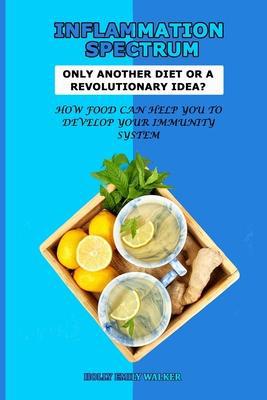 INFLAMMATION
SPECTRUM
ONLY ANOTHER DIET OR A
REVOLUTIONARY IDEA?
HOW FOOD CAN HELP YOU TO
DEVELOP YOUR IMMUNITY
SYSTEM
HOLLY EMILY WALKER